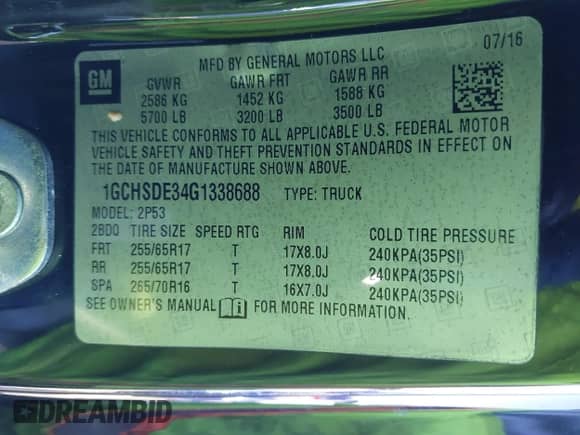 GM
MFD BY GENERAL MOTORS LLC
07/16
GVWR GAWR FRT GAWR RR
2586 KG 1452 KG 1588 KG
5700 LB 3200 LB 3500 LB
THIS VEHICLE CONFORMS TO ALL APPLICABLE U.S. FEDERAL MOTOR
VEHICLE SAFETY AND THEFT PREVENTION STANDARDS IN EFFECT ON
THE DATE OF MANUFACTURE SHOWN ABOVE.
1GCHSDE34G1338688 TYPE: TRUCK
MODEL: 2P53
2BDQ TIRE SIZE SPEED RTG RIM COLD TIRE PRESSURE
FRT 255/65R17 T 17X8.0J 240KPA(35PSI)
RR 255/65R17 T 17X8.0J 240KPA(35PSI)
SPA 265/70R16 T 16X7.0J 240KPA(35PSI)
SEE OWNER'S MANUAL FOR MORE INFORMATION.
DREAMBID